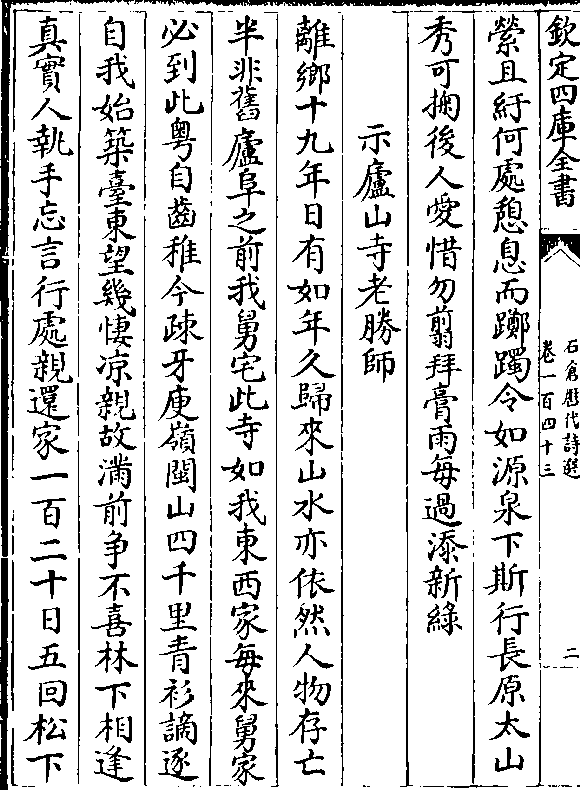 欽定四庫全書
石倉歷代詩選
卷一百四十三
二
縈且紆何處憩息而躑躅令如源泉下斯行長原太山
秀可掬後人愛惜勿翦拜膏雨每過添新綠
示廬山寺老勝師
離鄉十九年日有如年久歸來山水亦依然人物存亡
半非舊廬阜之前我舅宅此寺如我東西家每來舅家
必到此粵自齒稚今疎牙庾嶺閩山四千里青衫謫逐
自我始築臺東望幾悽凉親故滿前争不喜林下相逢
真實人執手忘言行處親還家一百二十日五回松下